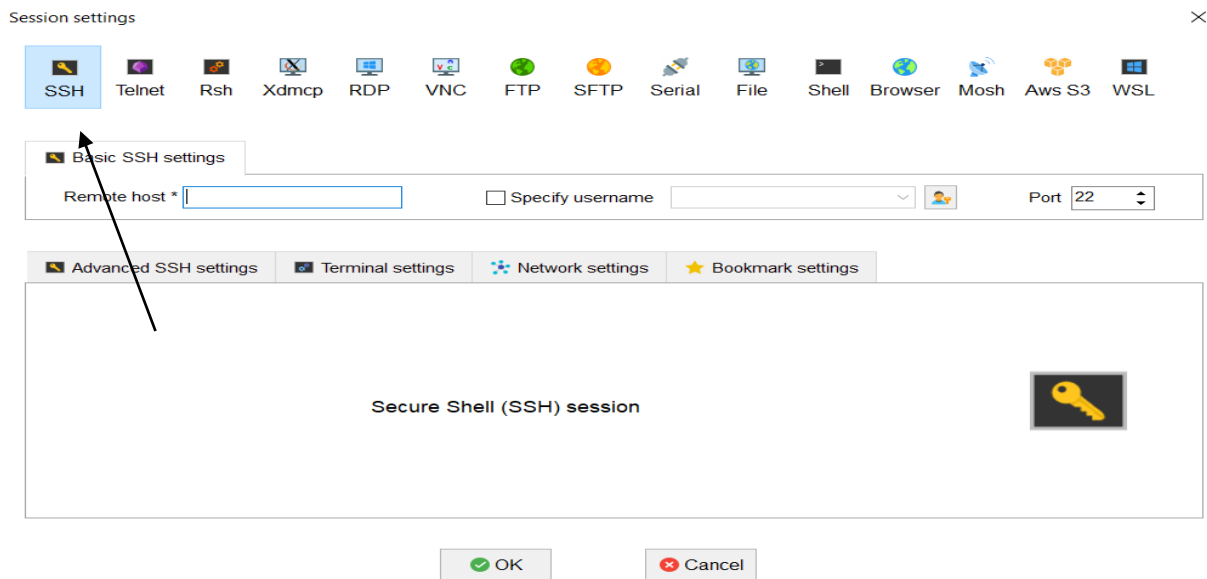 Session settings
SSH Telnet Rsh Xdmcp RDP VNC FTP SFTP Serial File Shell Browser Mosh Aws S3 WSL
Basic SSH settings
Remote host * Specify username Port 22
Advanced SSH settings Terminal settings Network settings Bookmark settings
Secure Shell (SSH) session
OK Cancel